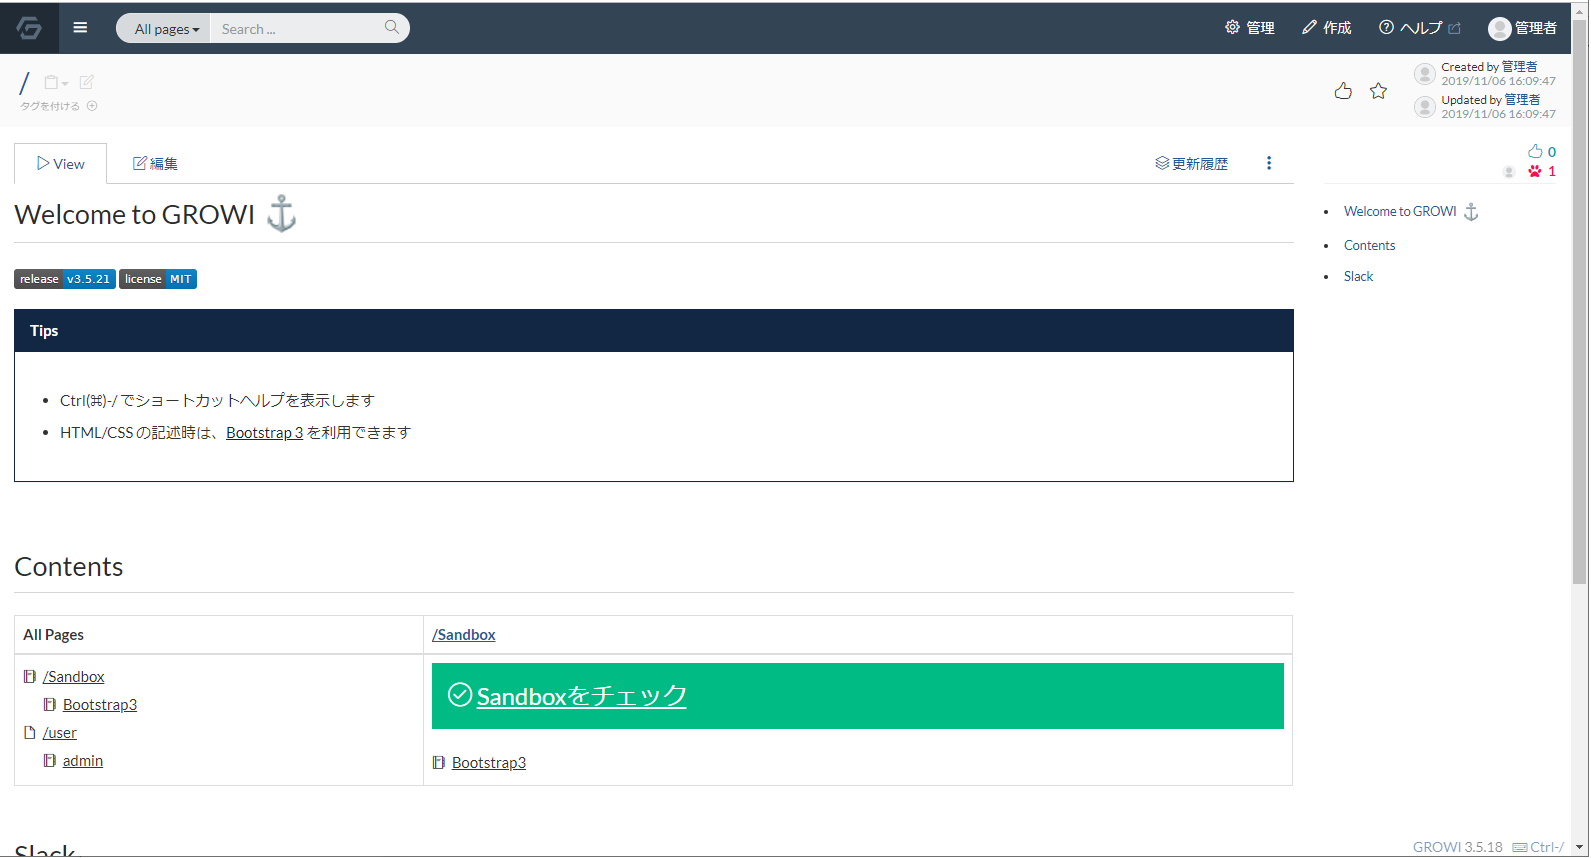 All pages Search ... 管理 作成 ヘルプ 管理者
/
タグを付ける
Created by 管理者
2019/11/06 16:09:47
Updated by 管理者
2019/11/06 16:09:47
View 編集 更新履歴
0
1
Welcome to GROWI
Welcome to GROWI
Contents
Slack
release v3.5.21 license MIT
Tips
Ctrl(⌘)-/ でショートカットヘルプを表示します
HTML/CSS の記述時は、Bootstrap 3 を利用できます
Contents
All Pages /Sandbox
/Sandbox
Bootstrap3
/user
admin
Sandboxをチェック
Bootstrap3
Slack
GROWI 3.5.18 Ctrl-/